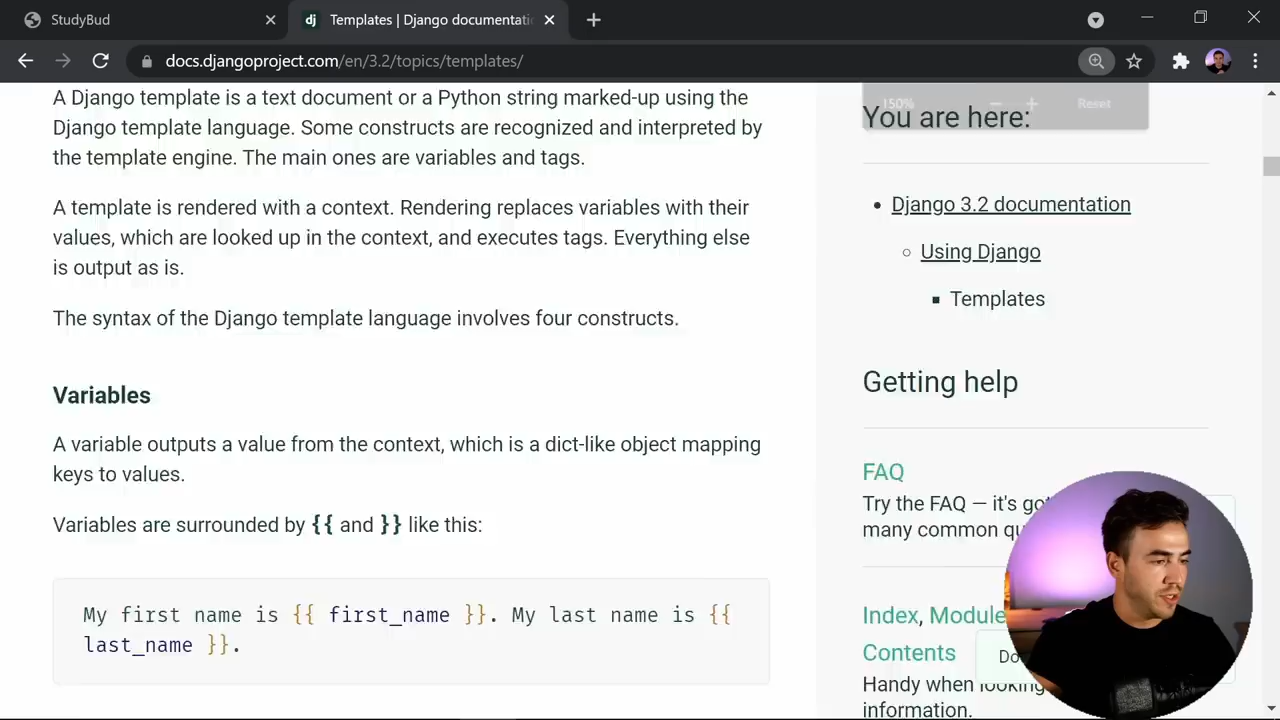 StudyBud
dj Templates | Django documentati
docs.djangoproject.com/en/3.2/topics/templates/
A Django template is a text document or a Python string marked-up using the
Django template language. Some constructs are recognized and interpreted by
the template engine. The main ones are variables and tags.
A template is rendered with a context. Rendering replaces variables with their
values, which are looked up in the context, and executes tags. Everything else
is output as is.
The syntax of the Django template language involves four constructs.
Variables
A variable outputs a value from the context, which is a dict-like object mapping
keys to values.
Variables are surrounded by {{ and }} like this:
My first name is {{ first_name }}. My last name is {{
last_name }}.
150% − + Reset
You are here:
Django 3.2 documentation
Using Django
Templates
Getting help
FAQ
Try the FAQ — it's got
many common
Index, Module
Contents
Handy when looking
information.